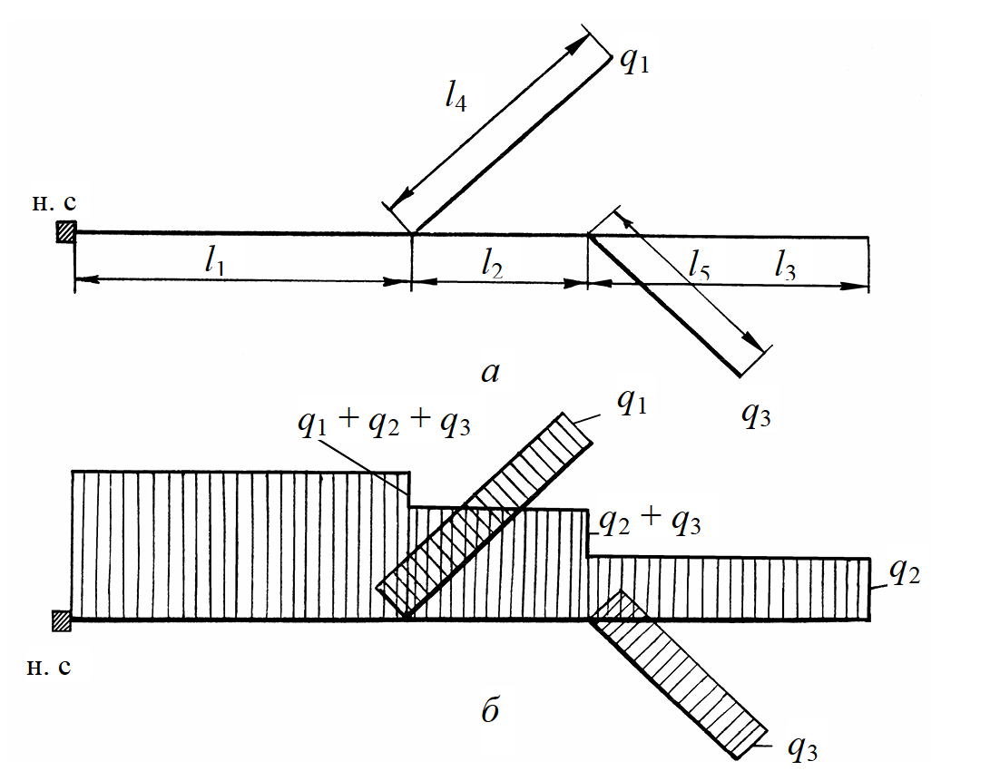 q₁
l₄
н. с
l₁
l₂
l₅
l₃
а
q₃
q₁ + q₂ + q₃
q₁
q₂ + q₃
q₂
н. с
б
q₃